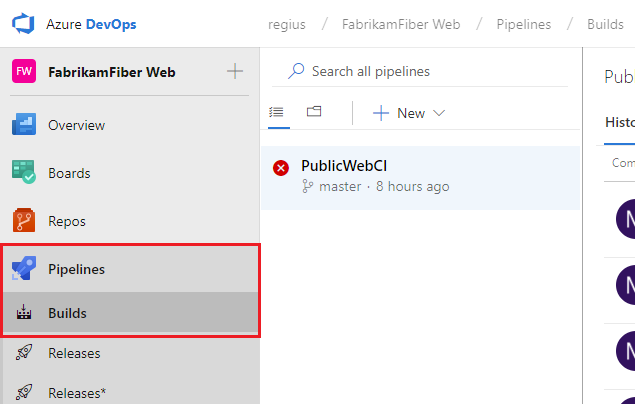 Azure DevOps
regius / FabrikamFiber Web / Pipelines / Builds
FW FabrikamFiber Web
Overview
Boards
Repos
Pipelines
Builds
Releases
Releases*
Search all pipelines
New
PublicWebCI
master · 8 hours ago
Pub
Histo
Com